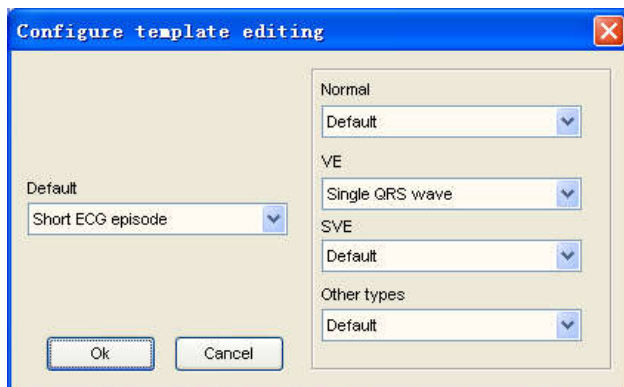 Configure template editing
Default
Short ECG episode
Normal
Default
VE
Single QRS wave
SVE
Default
Other types
Default
Ok
Cancel